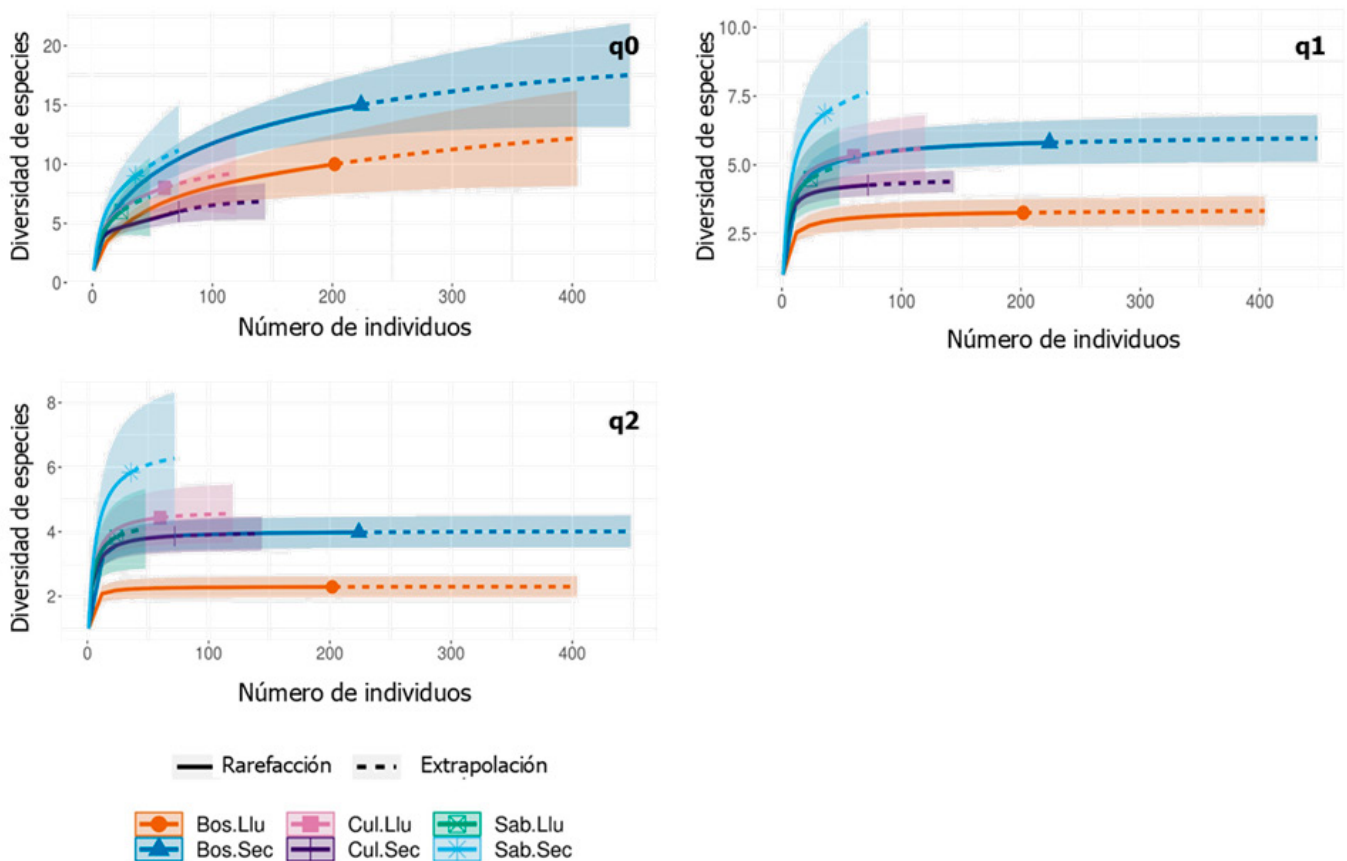 q0
Diversidad de especies
20
15
10
5
0
0 100 200 300 400
Número de individuos
q1
Diversidad de especies
10.0
7.5
5.0
2.5
0 100 200 300 400
Número de individuos
q2
Diversidad de especies
8
6
4
2
0 100 200 300 400
Número de individuos
Rarefacción Extrapolación
Bos.Llu Cul.Llu Sab.Llu
Bos.Sec Cul.Sec Sab.Sec